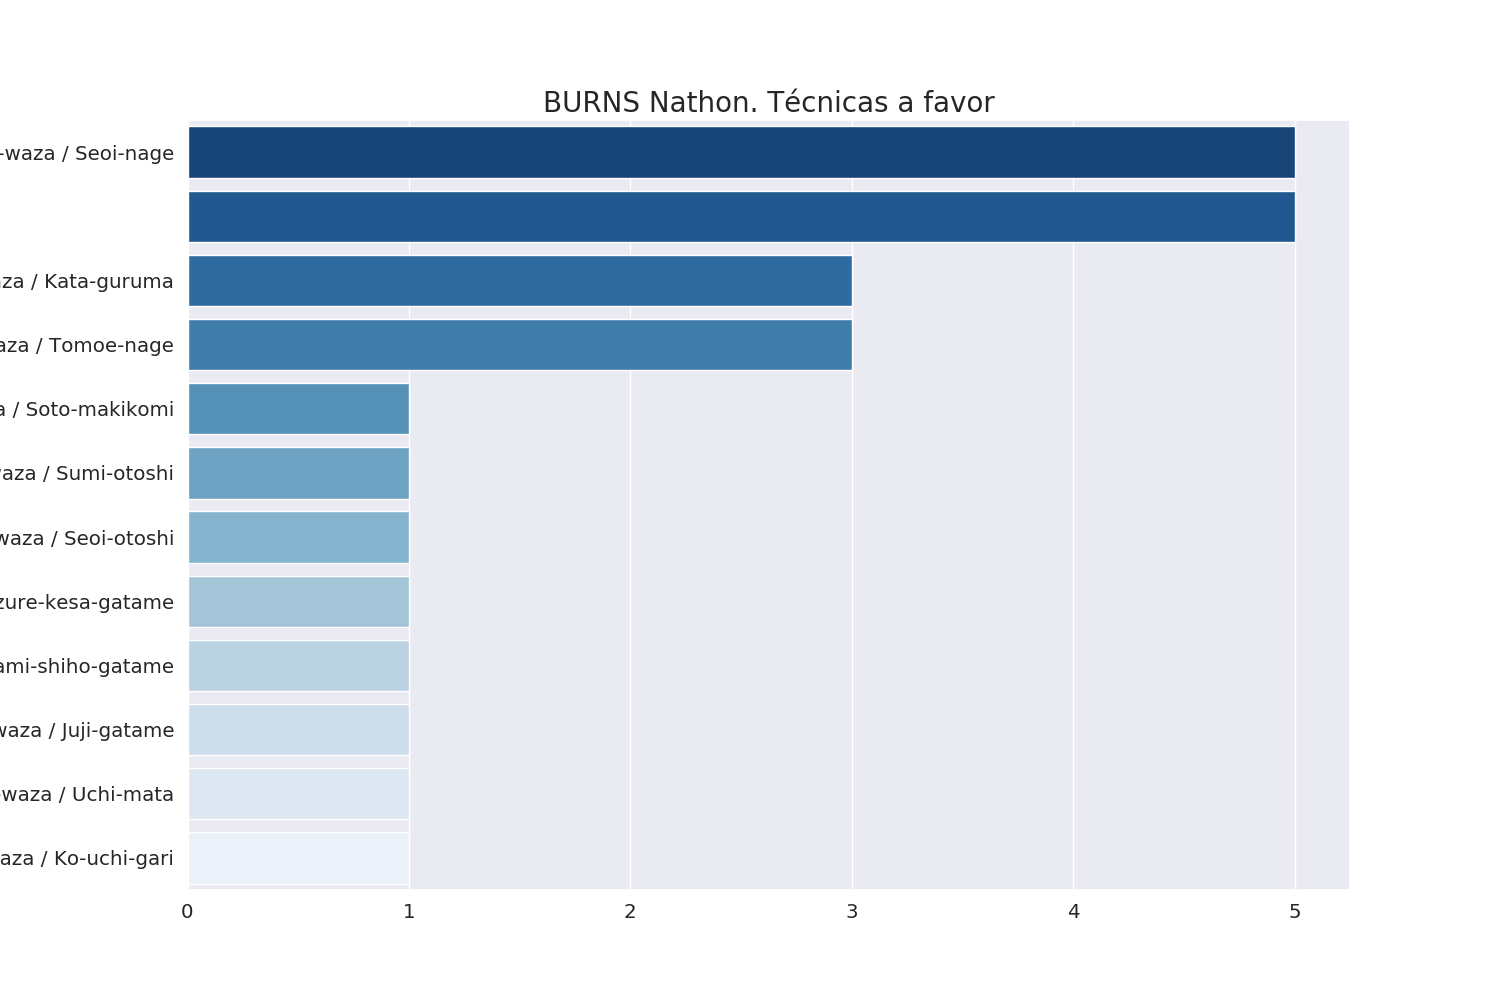 BURNS Nathon. Técnicas a favor
-waza / Seoi-nage
za / Kata-guruma
aza / Tomoe-nage
a / Soto-makikomi
aza / Sumi-otoshi
waza / Seoi-otoshi
zure-kesa-gatame
ami-shiho-gatame
waza / Juji-gatame
waza / Uchi-mata
aza / Ko-uchi-gari
0 1 2 3 4 5